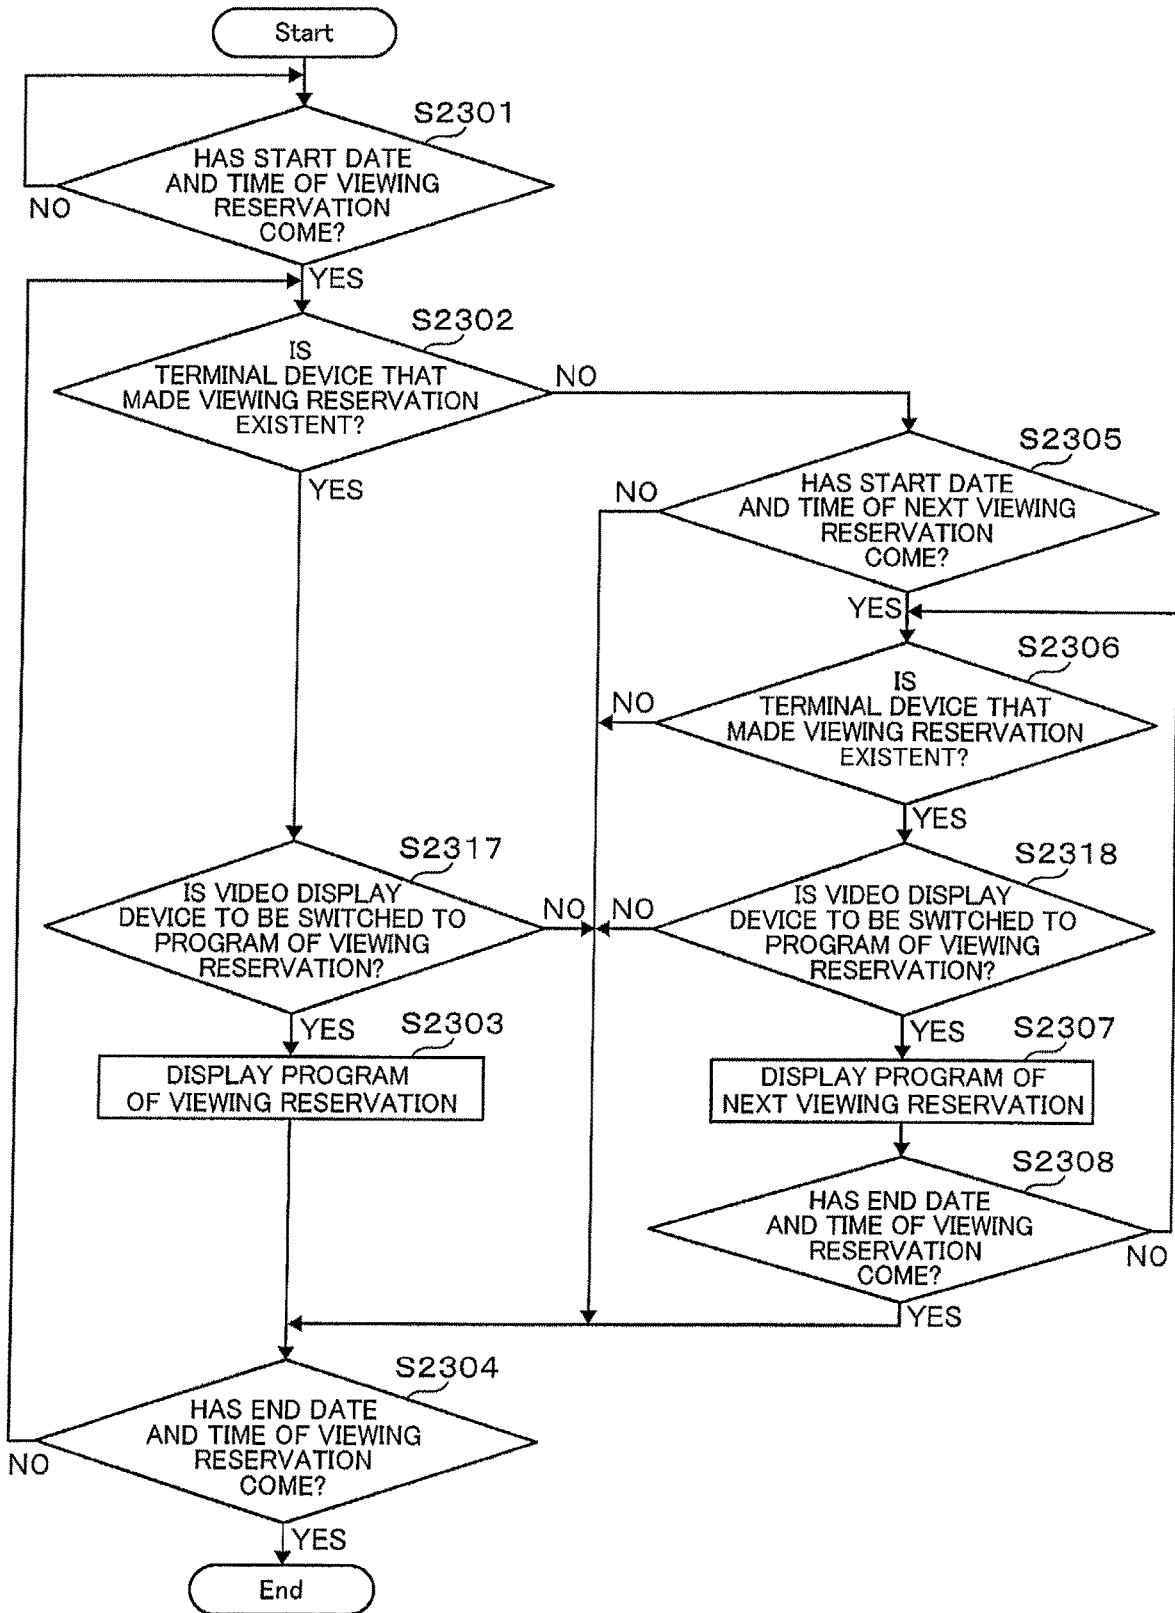 Start
S2301
HAS START DATE
AND TIME OF VIEWING
RESERVATION
COME?
NO
YES
S2302
IS
TERMINAL DEVICE THAT
MADE VIEWING RESERVATION
EXISTENT?
NO
YES
S2305
HAS START DATE
AND TIME OF NEXT VIEWING
RESERVATION
COME?
NO
YES
S2306
IS
TERMINAL DEVICE THAT
MADE VIEWING RESERVATION
EXISTENT?
NO
YES
S2317
IS VIDEO DISPLAY
DEVICE TO BE SWITCHED TO
PROGRAM OF VIEWING
RESERVATION?
NO
YES
S2318
IS VIDEO DISPLAY
DEVICE TO BE SWITCHED TO
PROGRAM OF VIEWING
RESERVATION?
NO
YES
S2303
DISPLAY PROGRAM
OF VIEWING RESERVATION
S2307
DISPLAY PROGRAM OF
NEXT VIEWING RESERVATION
S2308
HAS END DATE
AND TIME OF VIEWING
RESERVATION
COME?
NO
YES
S2304
HAS END DATE
AND TIME OF VIEWING
RESERVATION
COME?
NO
YES
End